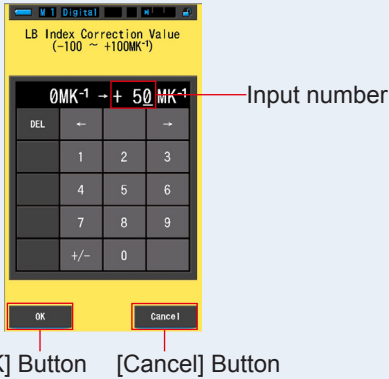 M 1 Digital
LB Index Correction Value
(-100 ~ +100MK⁻¹)
0MK⁻¹ → + 50 MK⁻¹
Input number
DEL ← →
1 2 3
4 5 6
7 8 9
+/- 0
OK Cancel
] Button [Cancel] Button